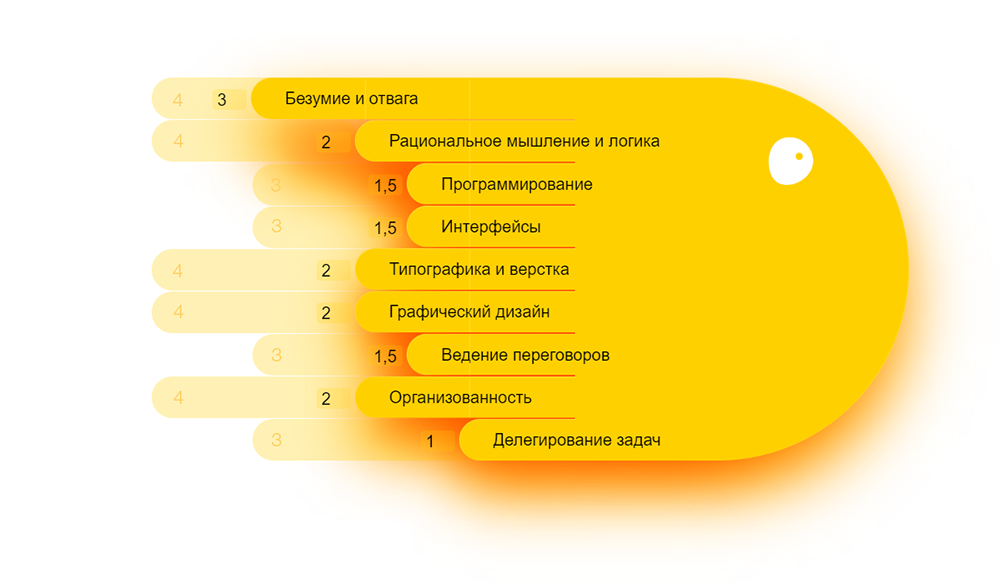 4 3 Безумие и отвага
4 2 Рациональное мышление и логика
3 1,5 Программирование
3 1,5 Интерфейсы
4 2 Типографика и верстка
4 2 Графический дизайн
3 1,5 Ведение переговоров
4 2 Организованность
3 1 Делегирование задач